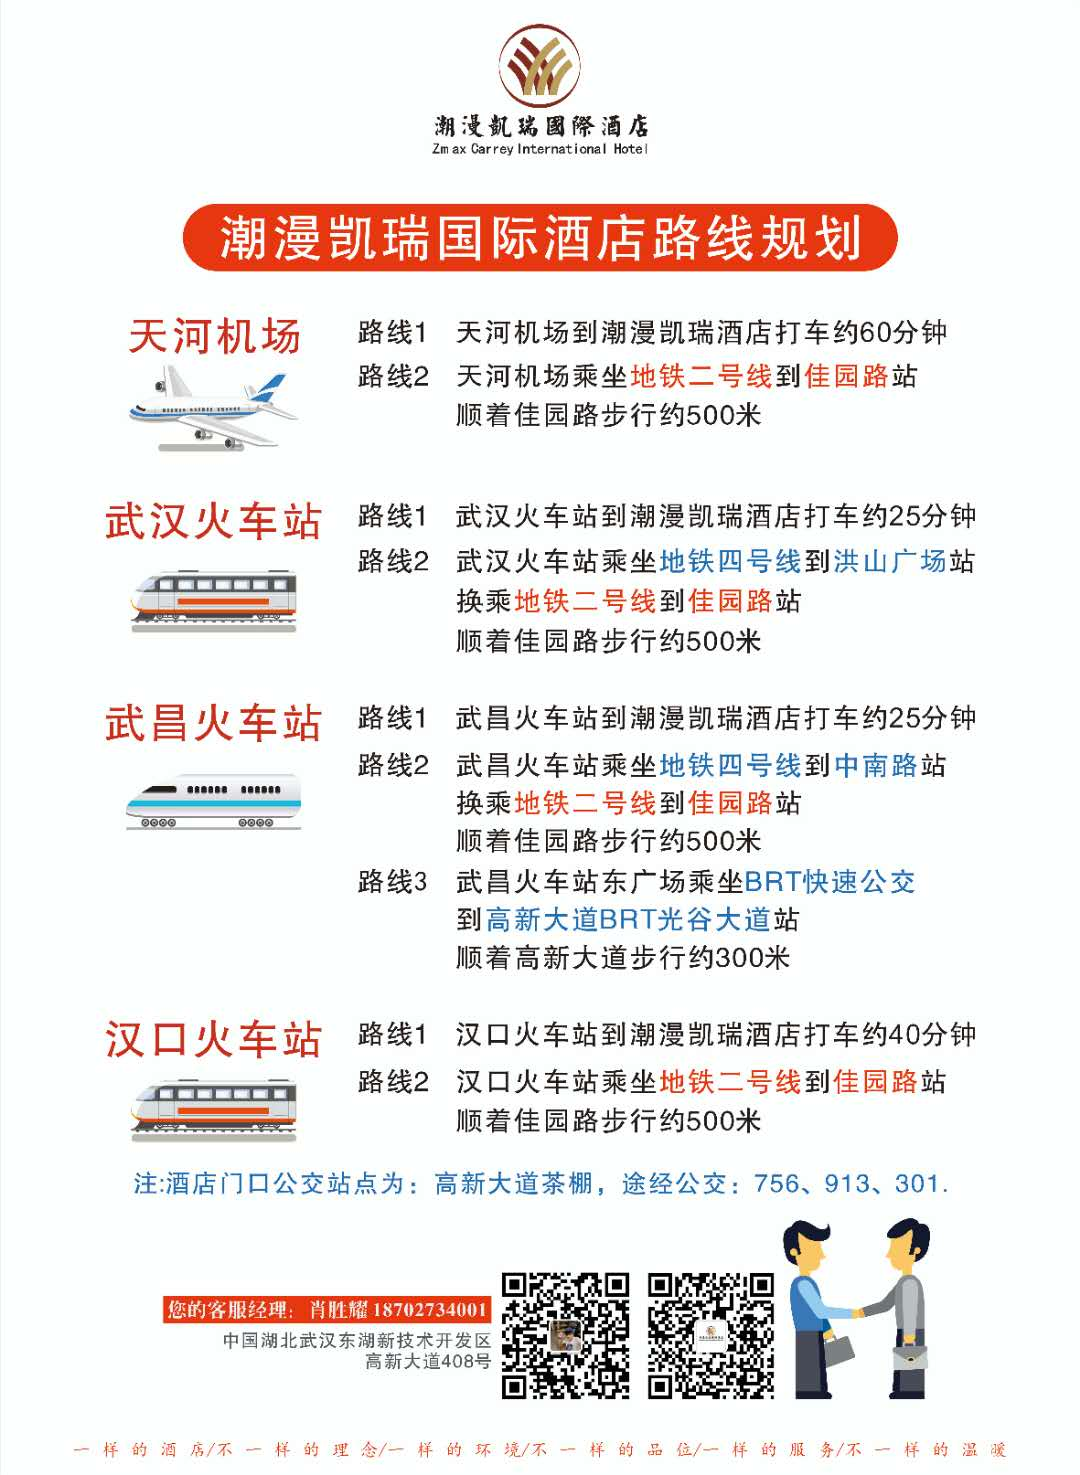 潮漫凱瑞國際酒店
Zmax Carrey International Hotel
潮漫凯瑞国际酒店路线规划
天河机场
路线1 天河机场到潮漫凯瑞酒店打车约60分钟
路线2 天河机场乘坐地铁二号线到佳园路站
顺着佳园路步行约500米
武汉火车站
路线1 武汉火车站到潮漫凯瑞酒店打车约25分钟
路线2 武汉火车站乘坐地铁四号线到洪山广场站
换乘地铁二号线到佳园路站
顺着佳园路步行约500米
武昌火车站
路线1 武昌火车站到潮漫凯瑞酒店打车约25分钟
路线2 武昌火车站乘坐地铁四号线到中南路站
换乘地铁二号线到佳园路站
顺着佳园路步行约500米
路线3 武昌火车站东广场乘坐BRT快速公交
到高新大道BRT光谷大道站
顺着高新大道步行约300米
汉口火车站
路线1 汉口火车站到潮漫凯瑞酒店打车约40分钟
路线2 汉口火车站乘坐地铁二号线到佳园路站
顺着佳园路步行约500米
注:酒店门口公交站点为：高新大道茶棚，途经公交：756、913、301.
您的客服经理：肖胜耀 18702734001
中国湖北武汉东湖新技术开发区
高新大道408号
一样的酒店/不一样的理念/一样的环境/不一样的品位/一样的服务/不一样的温暖